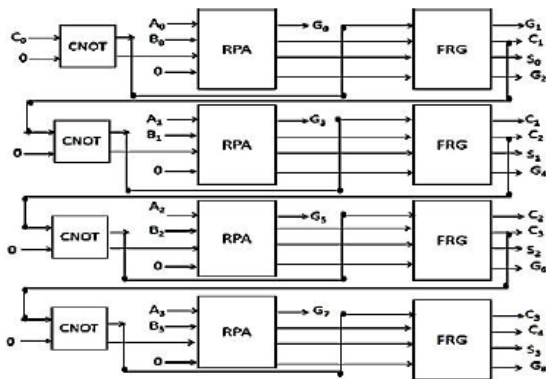 A₀ G₀ G₁
C₀ CNOT B₀ RPA FRG C₁
0 S₀
0 G₂
A₁ G₃ C₁
CNOT B₁ RPA FRG C₂
0 S₁
0 G₄
A₂ G₅ C₂
CNOT B₂ RPA FRG C₃
0 S₂
0 G₆
A₃ G₇ C₃
CNOT B₃ RPA FRG C₄
0 S₃
0 G₈